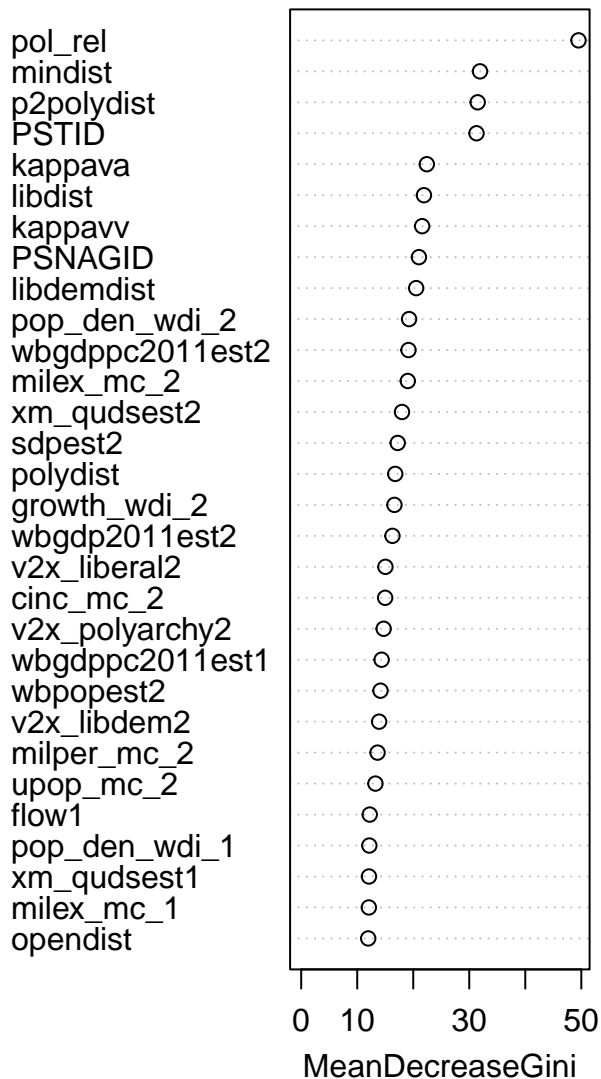 pol_rel
mindist
p2polydist
PSTID
kappava
libdist
kappavv
PSNAGID
libdemdist
pop_den_wdi_2
wbgdppc2011est2
milex_mc_2
xm_qudsest2
sdpest2
polydist
growth_wdi_2
wbgdp2011est2
v2x_liberal2
cinc_mc_2
v2x_polyarchy2
wbgdppc2011est1
wbpopest2
v2x_libdem2
milper_mc_2
upop_mc_2
flow1
pop_den_wdi_1
xm_qudsest1
milex_mc_1
opendist
0 10 30 50
MeanDecreaseGini